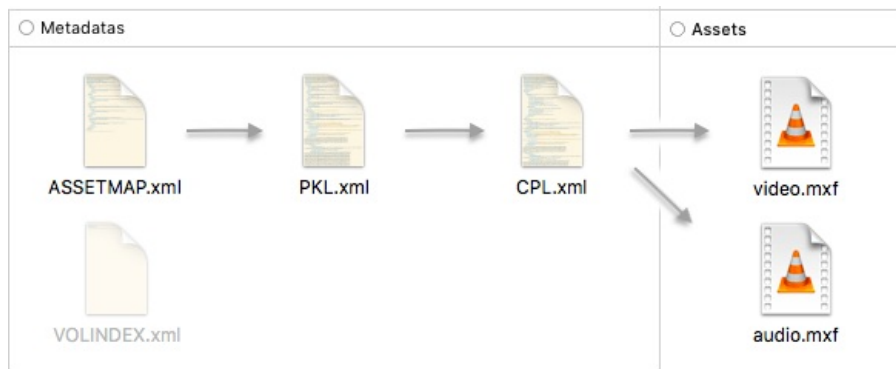 Metadatas
Assets
ASSETMAP.xml
PKL.xml
CPL.xml
video.mxf
VOLINDEX.xml
audio.mxf